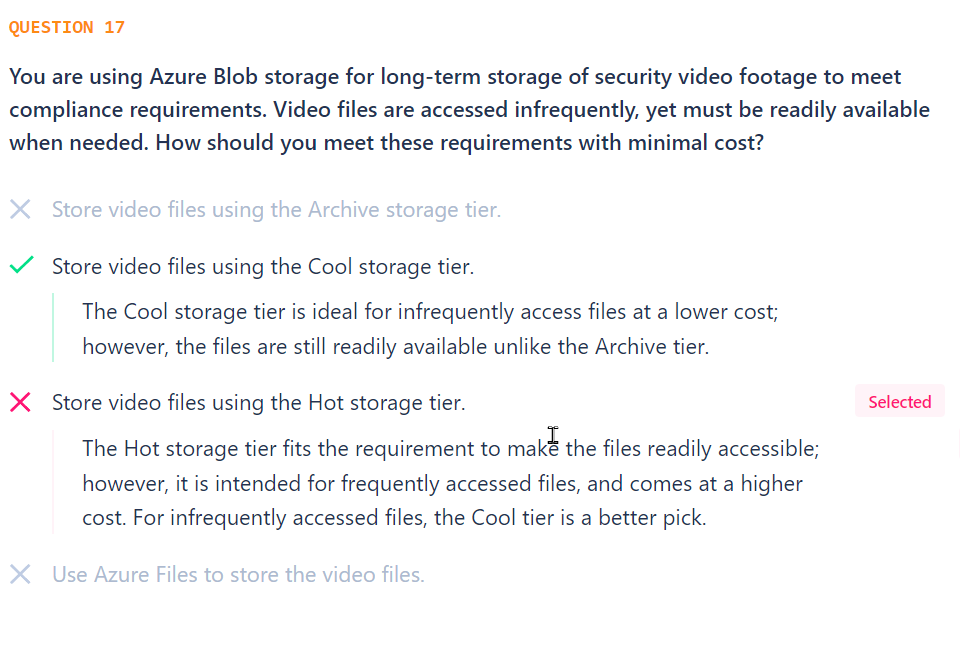 QUESTION 17
You are using Azure Blob storage for long-term storage of security video footage to meet
compliance requirements. Video files are accessed infrequently, yet must be readily available
when needed. How should you meet these requirements with minimal cost?
Store video files using the Archive storage tier.
Store video files using the Cool storage tier.
The Cool storage tier is ideal for infrequently access files at a lower cost;
however, the files are still readily available unlike the Archive tier.
Store video files using the Hot storage tier.
Selected
The Hot storage tier fits the requirement to make the files readily accessible;
however, it is intended for frequently accessed files, and comes at a higher
cost. For infrequently accessed files, the Cool tier is a better pick.
Use Azure Files to store the video files.